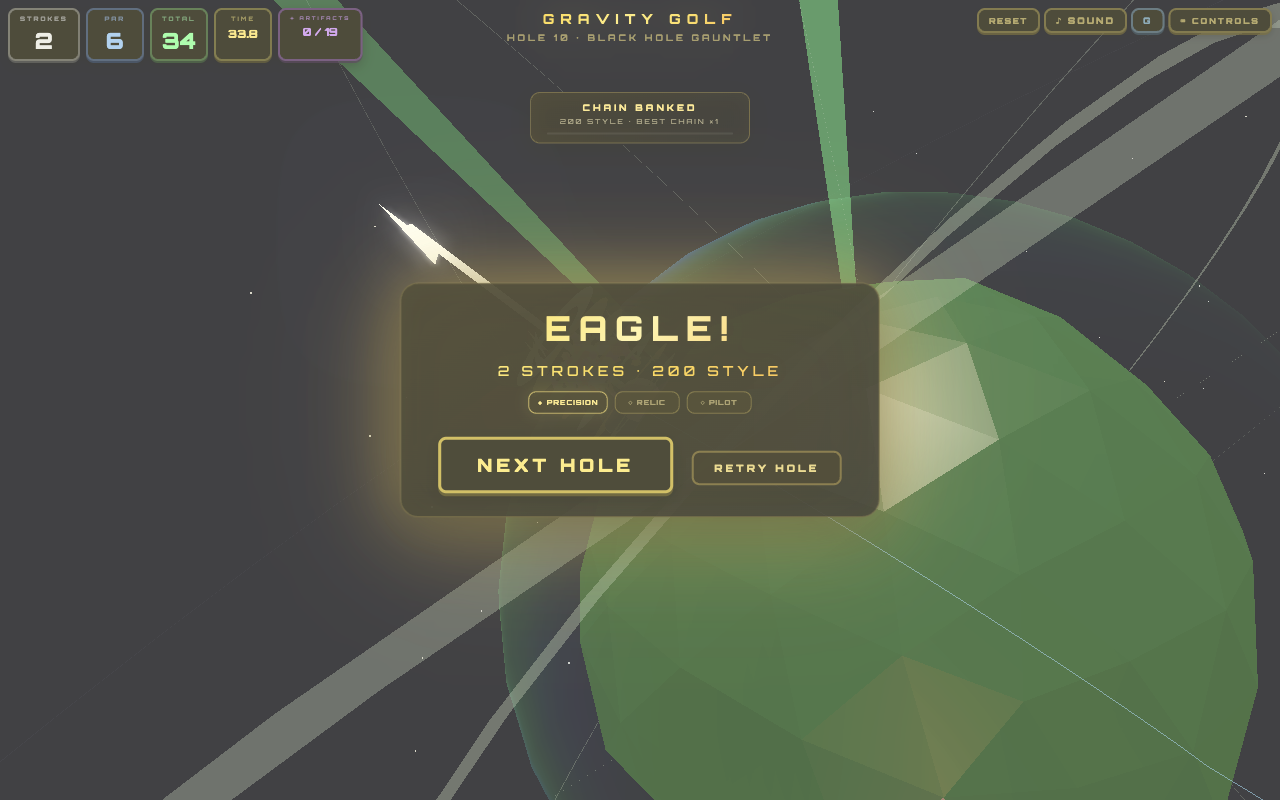 STROKES
2
PAR
6
TOTAL
34
TIME
33.8
✦ ARTIFACTS
0 / 19
GRAVITY GOLF
HOLE 10 · BLACK HOLE GAUNTLET
RESET
♪ SOUND
G
≡ CONTROLS
CHAIN BANKED
200 STYLE · BEST CHAIN ×1
EAGLE!
2 STROKES · 200 STYLE
◆ PRECISION
◇ RELIC
◇ PILOT
NEXT HOLE
RETRY HOLE